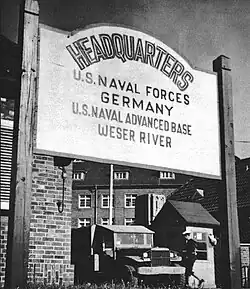 HEADQUARTERS
U.S. NAVAL FORCES
GERMANY
U.S. NAVAL ADVANCED BASE
WESER RIVER